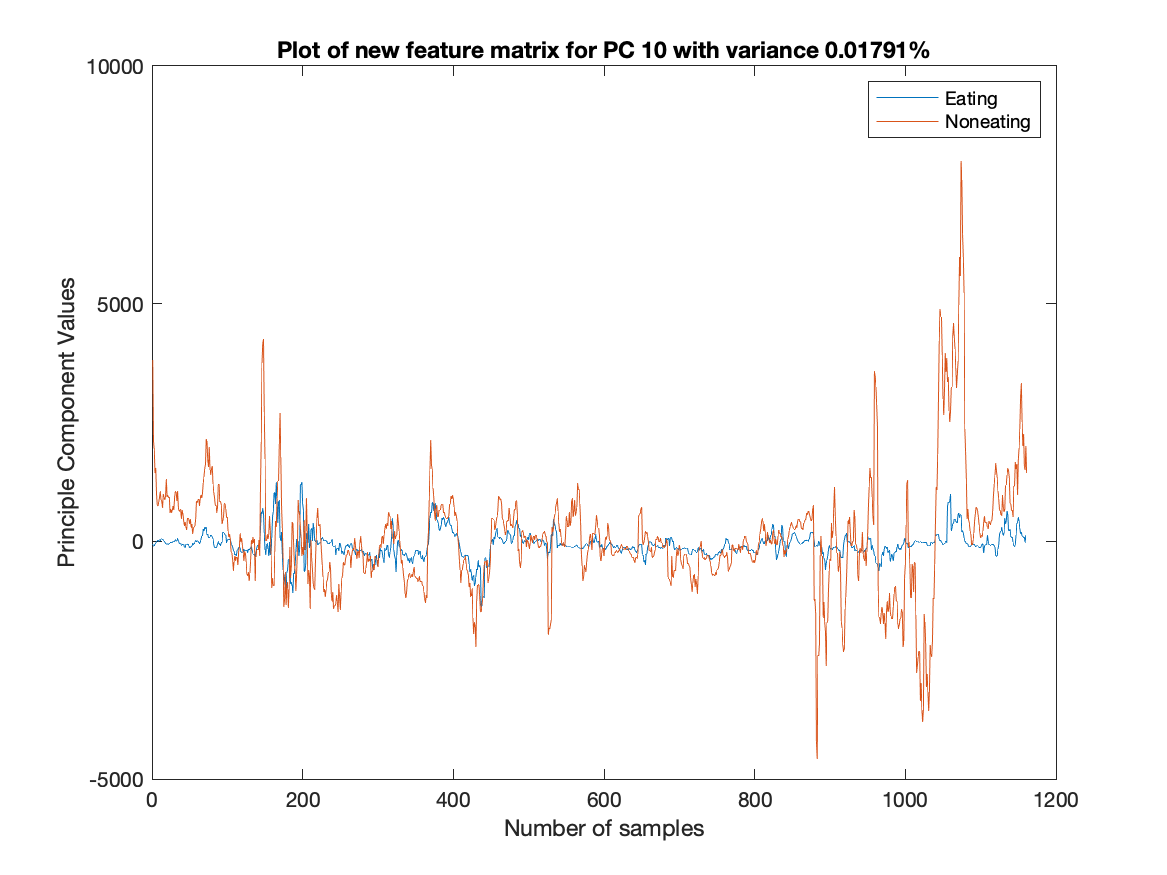 Plot of new feature matrix for PC 10 with variance 0.01791%
10000
5000
0
-5000
Principle Component Values
Eating
Noneating
0 200 400 600 800 1000 1200
Number of samples